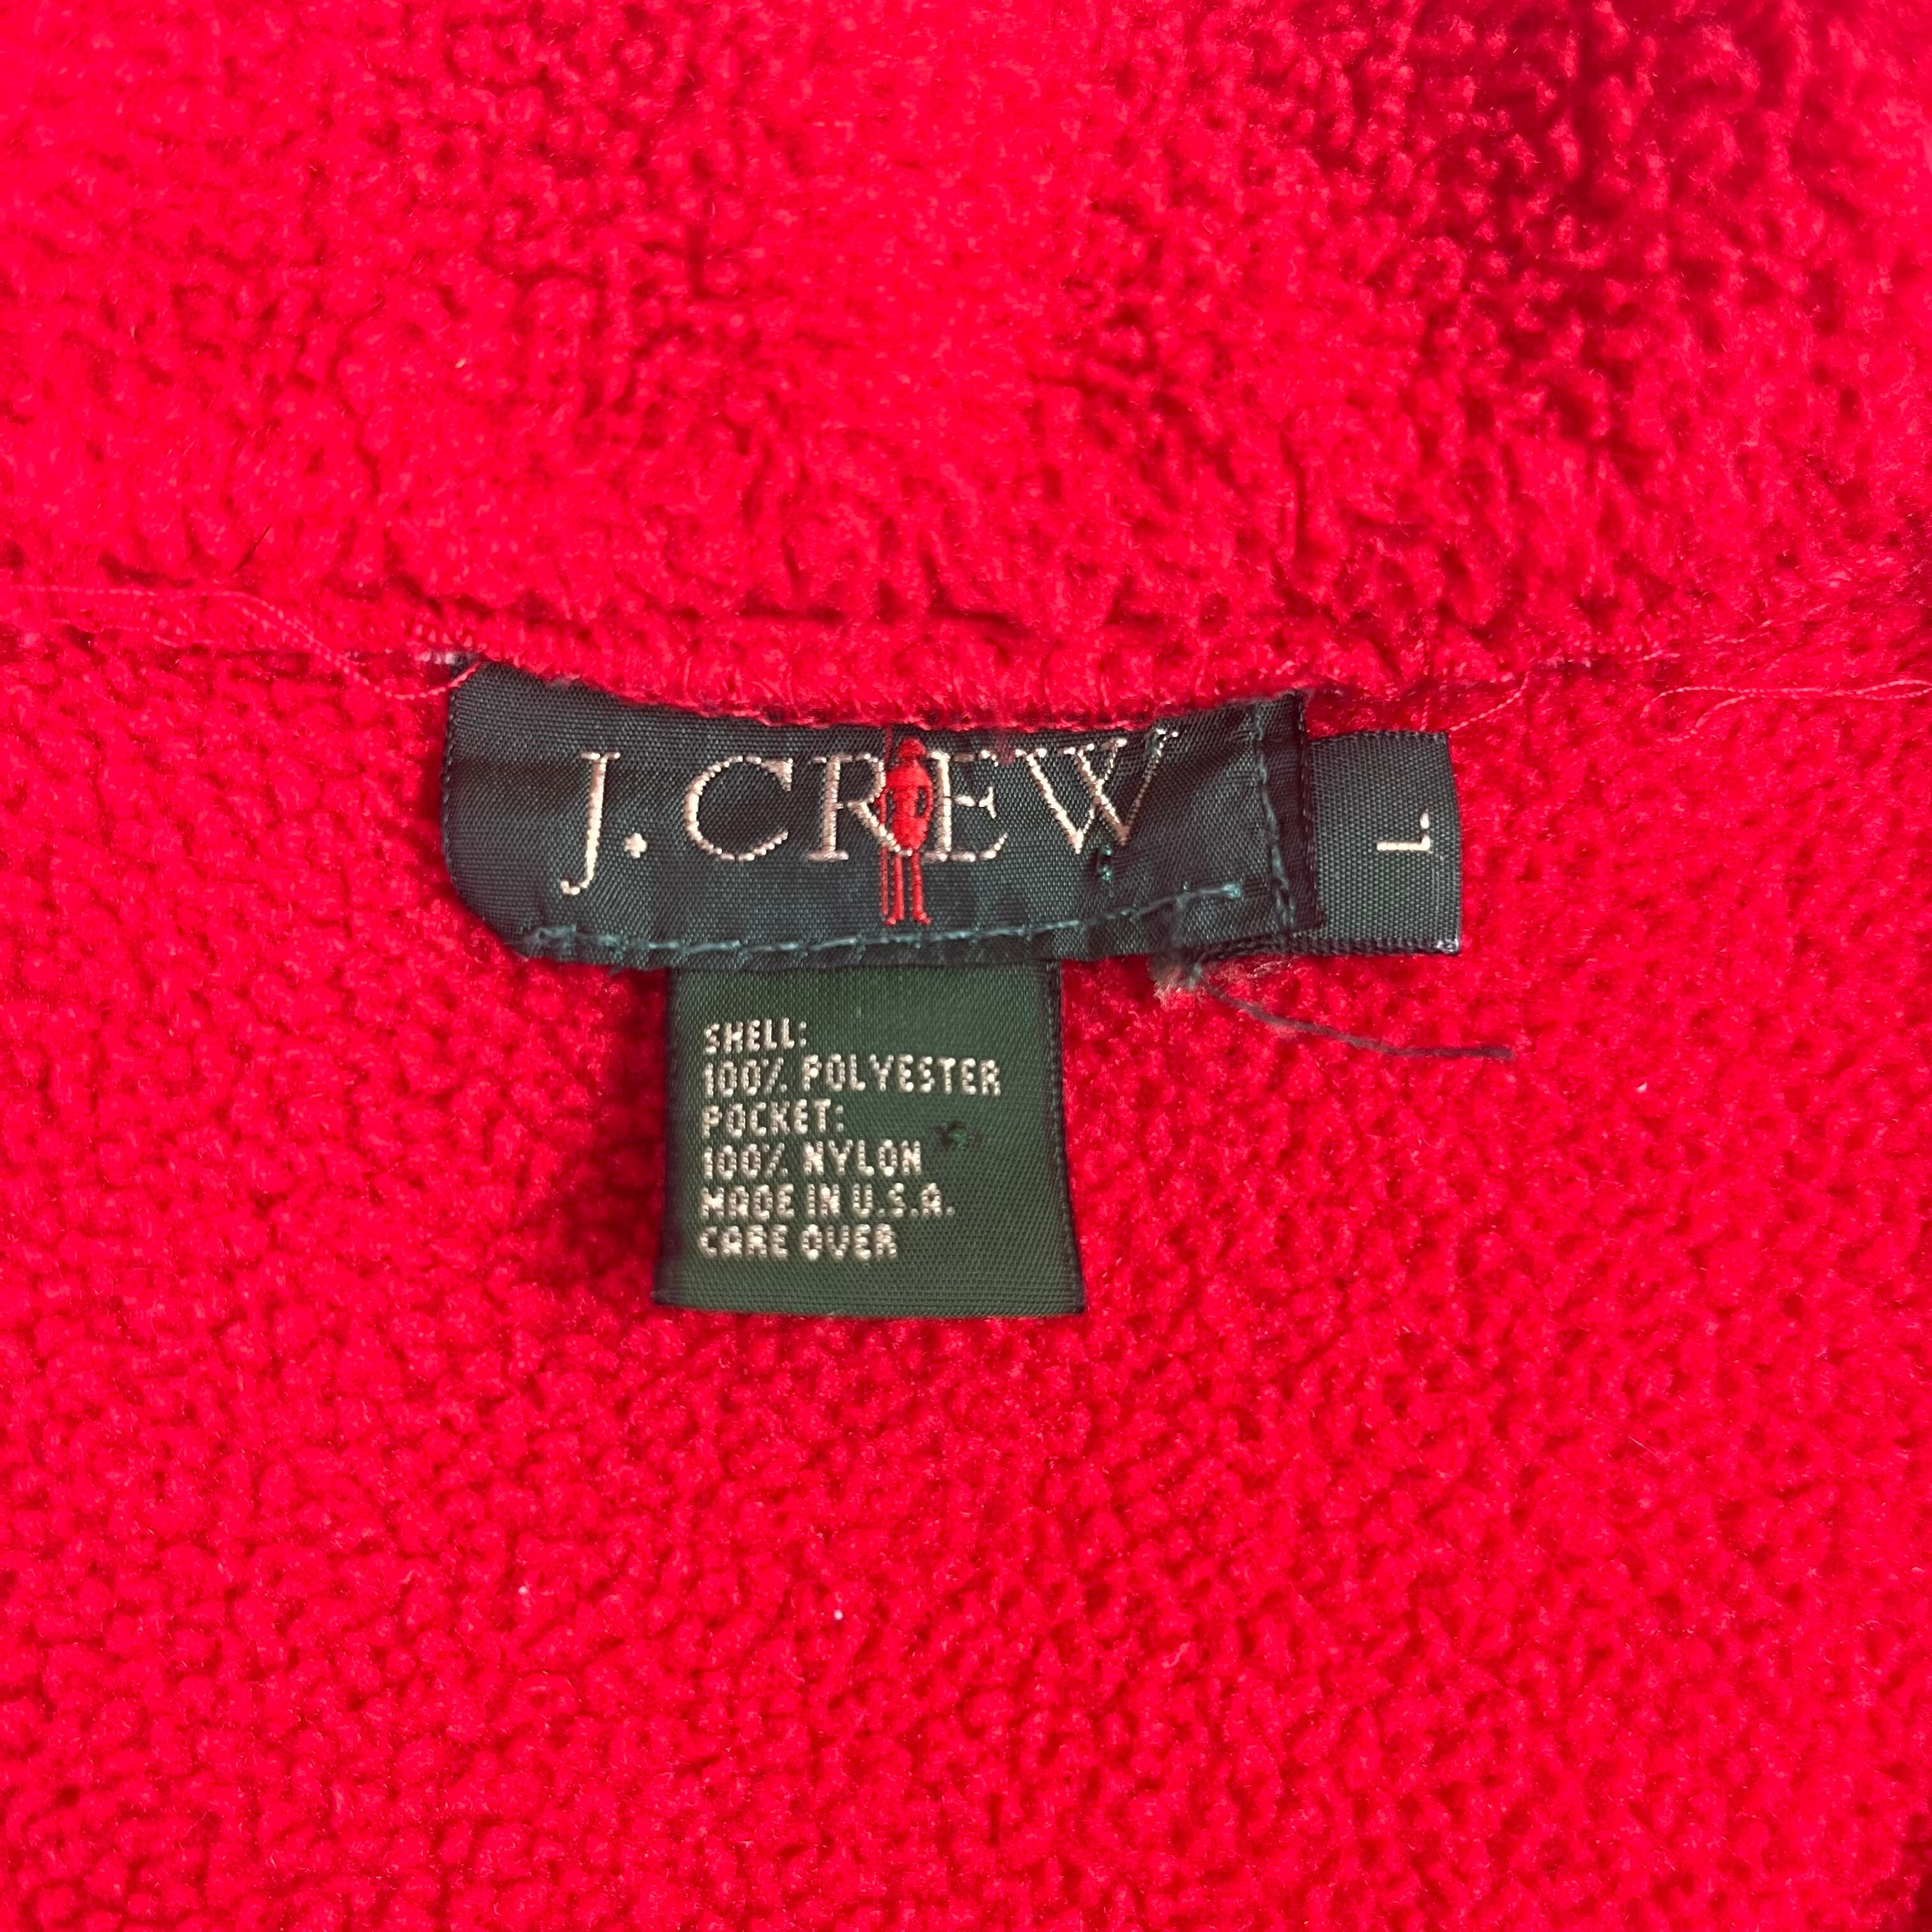 J. CREW
L.
SHELL:
100% POLYESTER
POCKET:
100% NYLON
MADE IN U.S.A.
CARE OVER